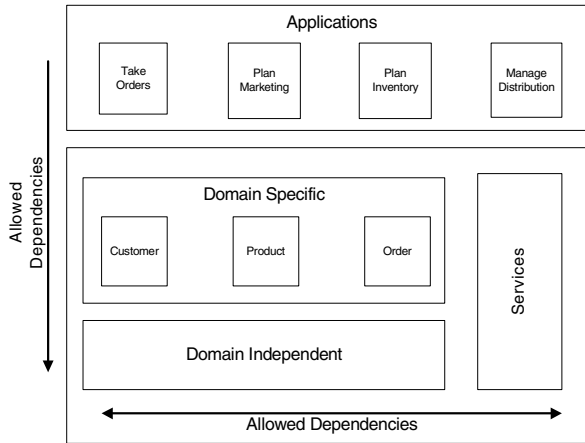 Applications
Take
Orders
Plan
Marketing
Plan
Inventory
Manage
Distribution
Allowed
Dependencies
Domain Specific
Customer
Product
Order
Services
Domain Independent
Allowed Dependencies